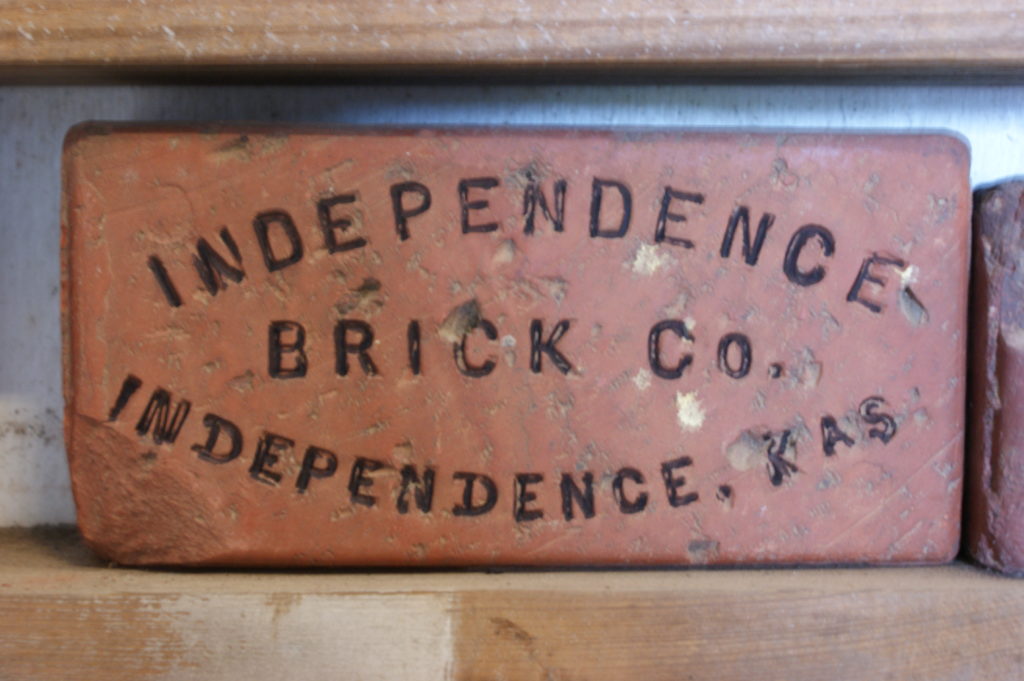 INDEPENDENCE
BRICK CO.
INDEPENDENCE, KAS